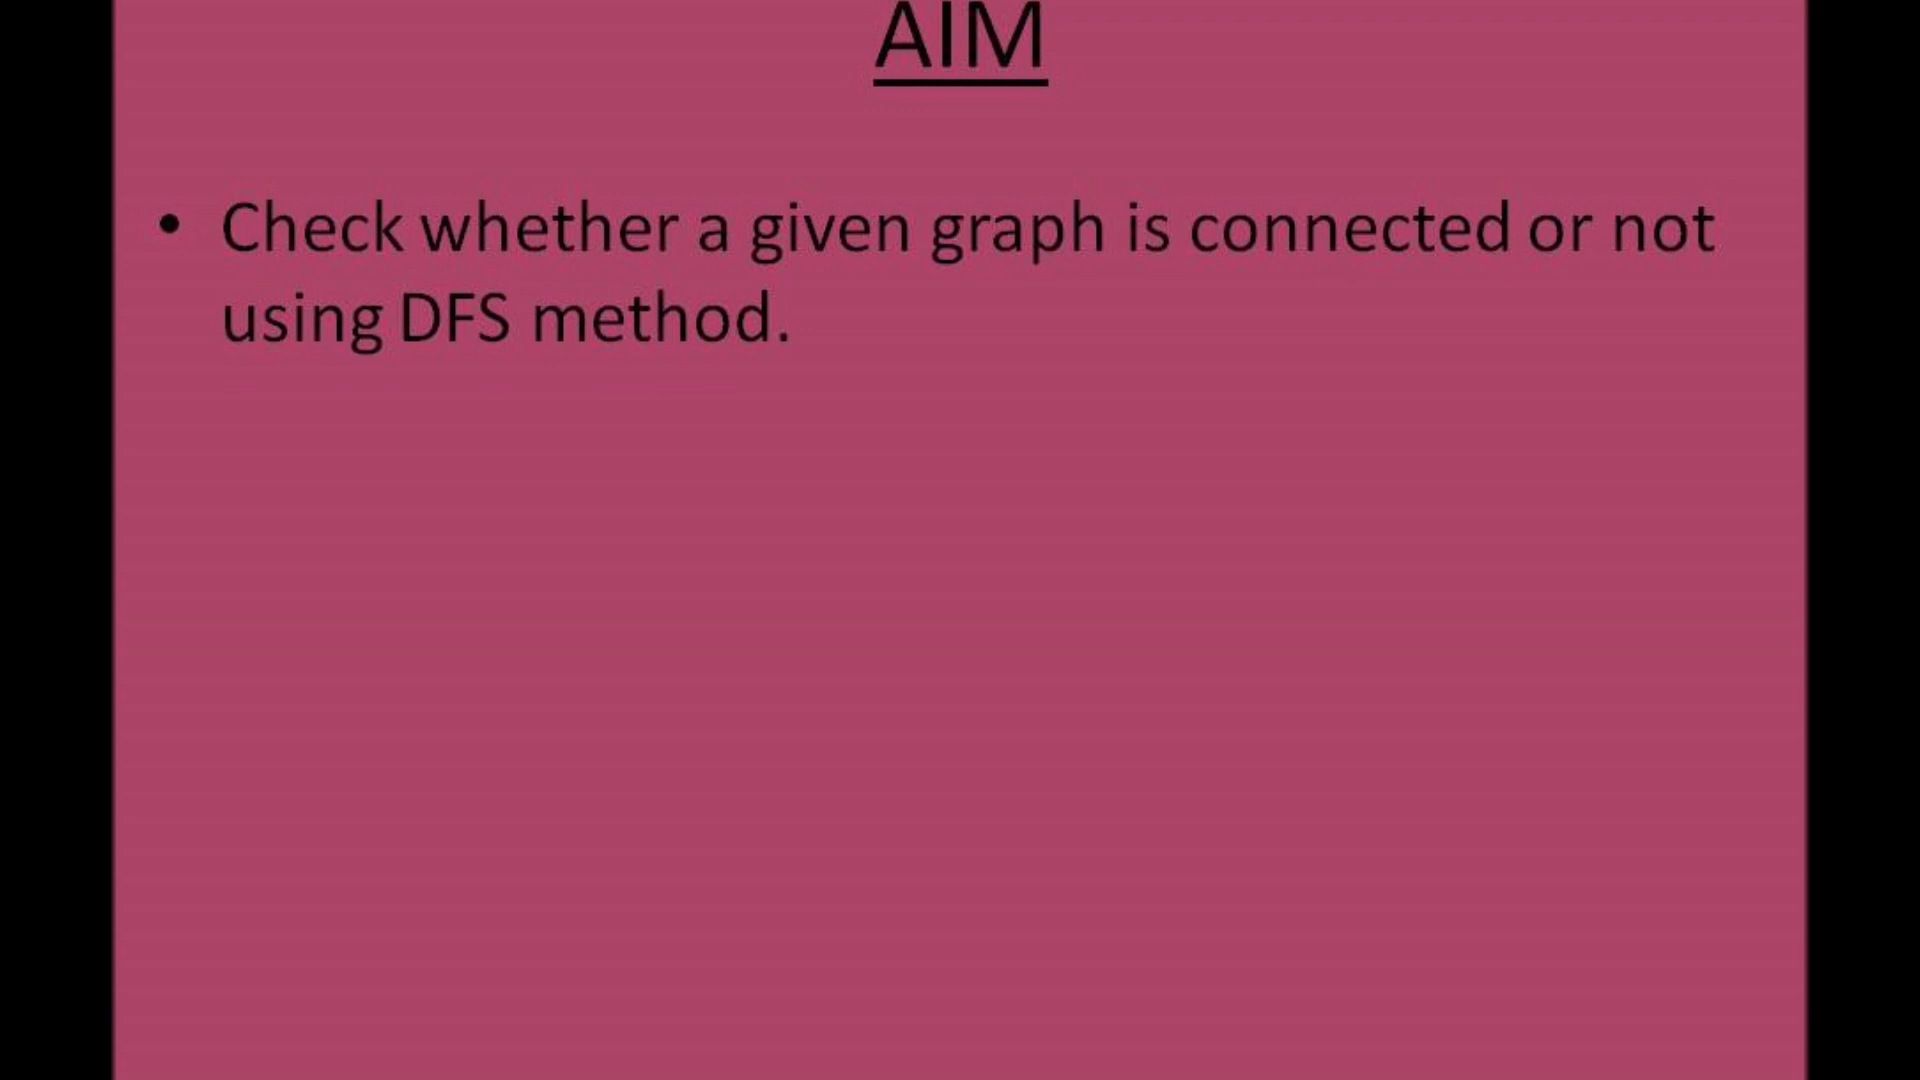 AIM
• Check whether a given graph is connected or not
using DFS method.